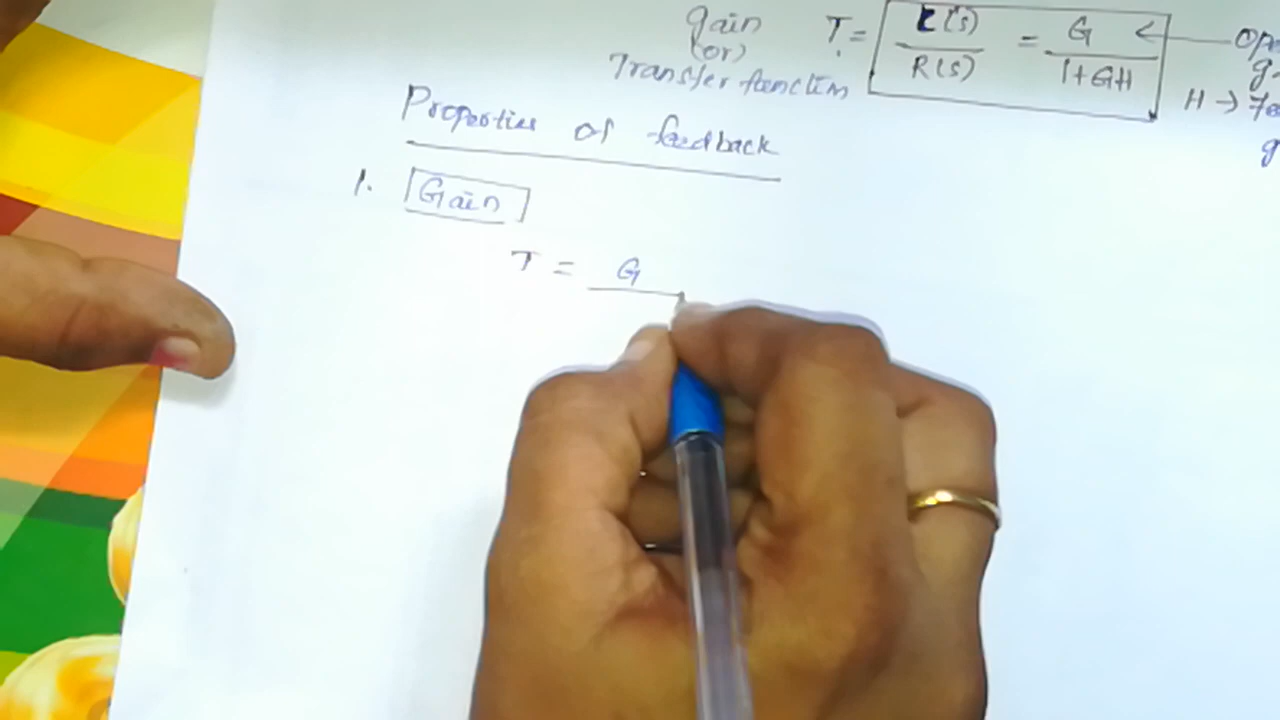 gain
(or)
Transfer function
T = C(s) / R(s) = G / 1+GH ←
H →
Properties of feedback
1. Gain
T = G